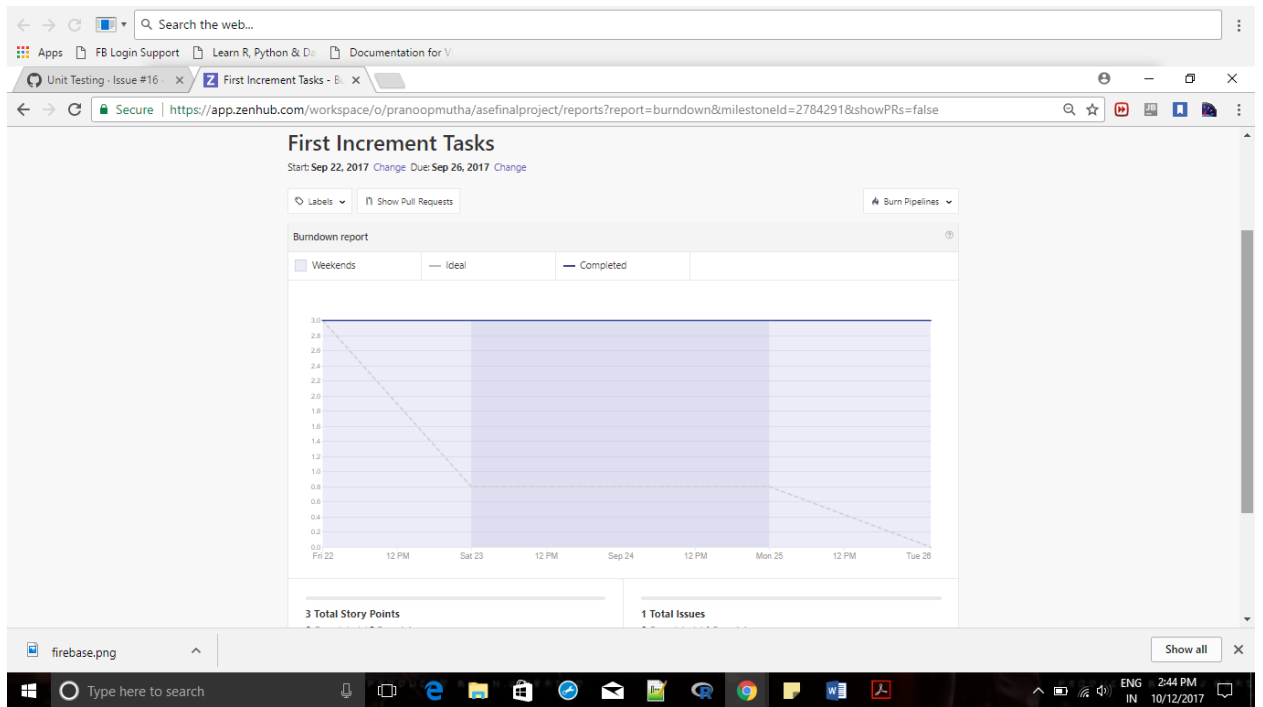 Search the web...
Apps FB Login Support Learn R, Python & Da Documentation for V
Unit Testing · Issue #16 · First Increment Tasks - Bu
Secure https://app.zenhub.com/workspace/o/pranoopmutha/asefinalproject/reports?report=burndown&milestoneId=2784291&showPRs=false
First Increment Tasks
Start: Sep 22, 2017 Change Due: Sep 26, 2017 Change
Labels Show Pull Requests Burn Pipelines
Burndown report
Weekends Ideal Completed
3.0
2.8
2.6
2.4
2.2
2.0
1.8
1.6
1.4
1.2
1.0
0.8
0.6
0.4
0.2
0.0
Fri 22 12 PM Sat 23 12 PM Sep 24 12 PM Mon 25 12 PM Tue 26
3 Total Story Points 1 Total Issues
firebase.png Show all
Type here to search
ENG 2:44 PM
IN 10/12/2017